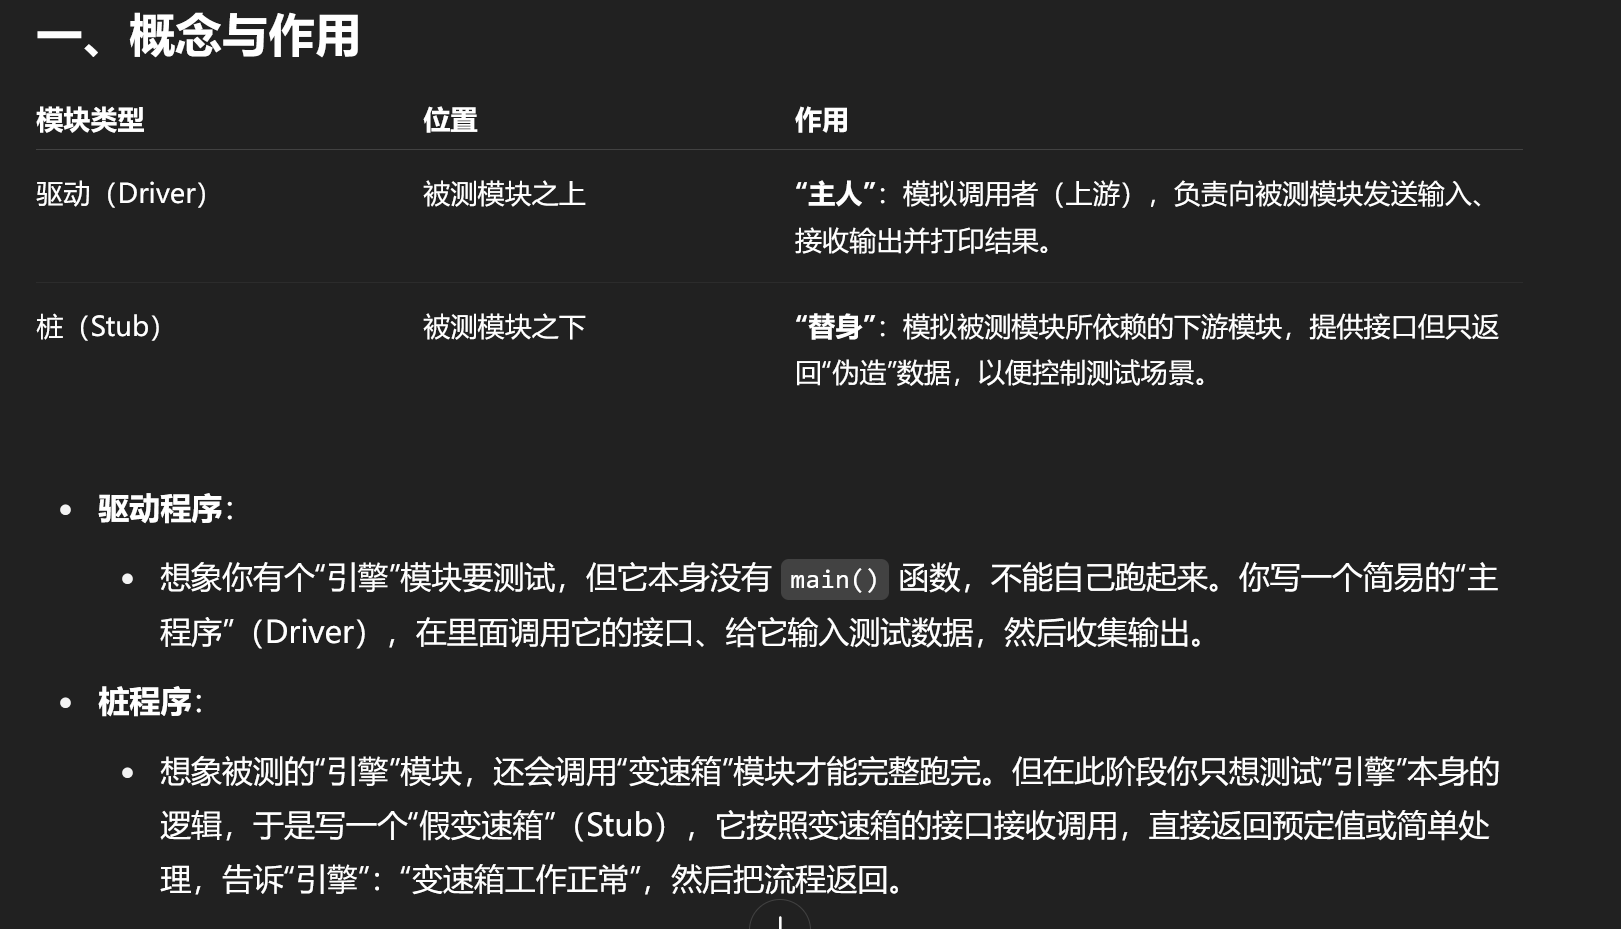 一、概念与作用
模块类型 位置 作用
驱动（Driver） 被测模块之上 “主人”：模拟调用者（上游），负责向被测模块发送输入、
接收输出并打印结果。
桩（Stub） 被测模块之下 “替身”：模拟被测模块所依赖的下游模块，提供接口但只返
回“伪造”数据，以便控制测试场景。
• 驱动程序：
• 想象你有个“引擎”模块要测试，但它本身没有 main() 函数，不能自己跑起来。你写一个简易的“主
程序”（Driver），在里面调用它的接口、给它输入测试数据，然后收集输出。
• 桩程序：
• 想象被测的“引擎”模块，还会调用“变速箱”模块才能完整跑完。但在此阶段你只想测试“引擎”本身的
逻辑，于是写一个“假变速箱”（Stub），它按照变速箱的接口接收调用，直接返回预定值或简单处
理，告诉“引擎”：“变速箱工作正常”，然后把流程返回。